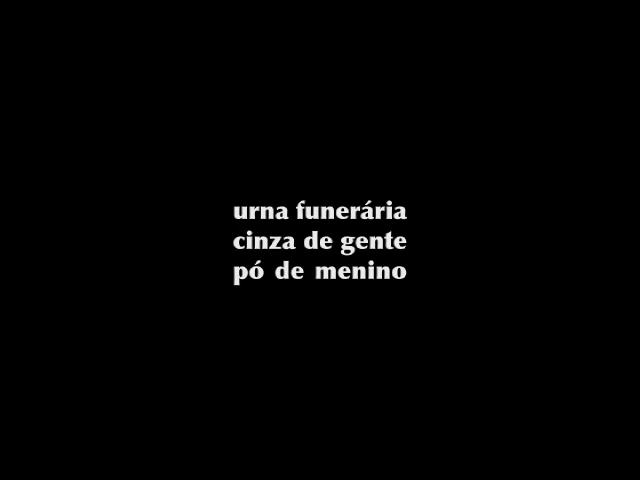 urna funerária
cinza de gente
pó de menino